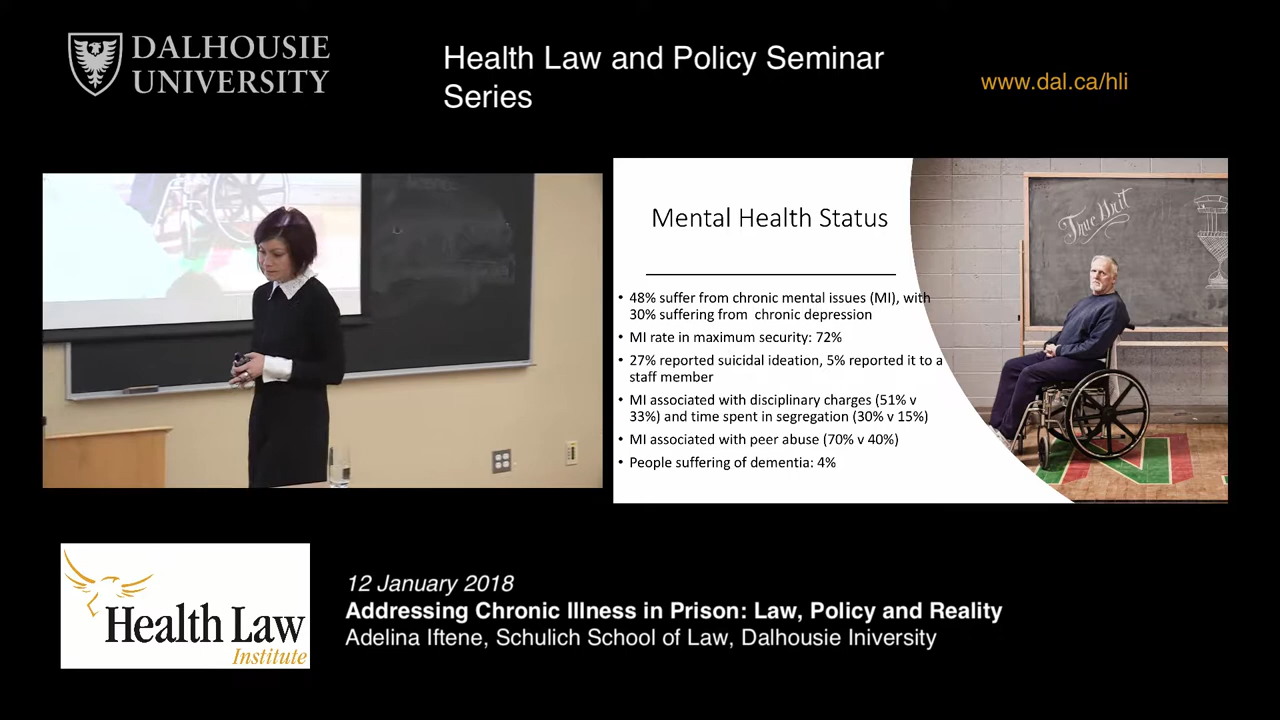 DALHOUSIE
UNIVERSITY
Health Law and Policy Seminar
Series
www.dal.ca/hli
Mental Health Status
• 48% suffer from chronic mental issues (MI), with
30% suffering from chronic depression
• MI rate in maximum security: 72%
• 27% reported suicidal ideation, 5% reported it to a
staff member
• MI associated with disciplinary charges (51% v
33%) and time spent in segregation (30% v 15%)
• MI associated with peer abuse (70% v 40%)
• People suffering of dementia: 4%
True Grit
Health Law
Institute
12 January 2018
Addressing Chronic Illness in Prison: Law, Policy and Reality
Adelina Iftene, Schulich School of Law, Dalhousie Iniversity